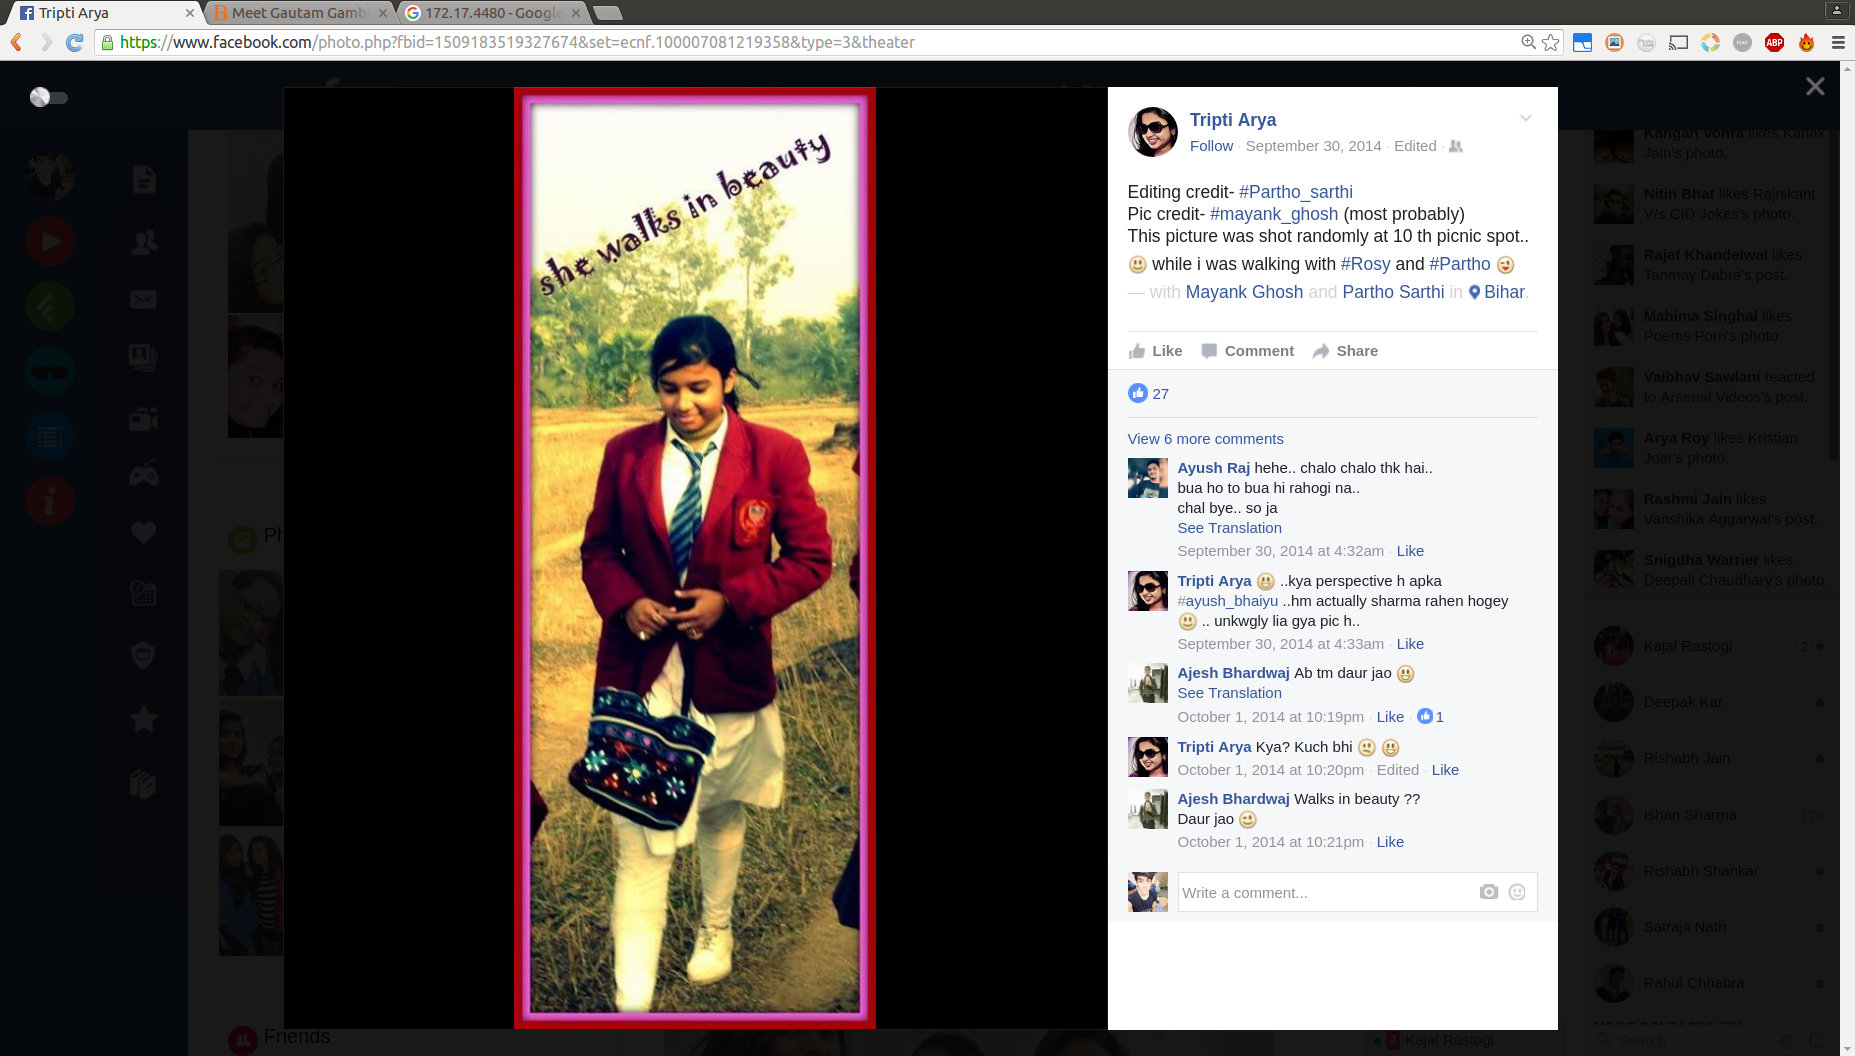 Tripti Arya
Meet Gautam Gambi
172.17.4480 - Google
https://www.facebook.com/photo.php?fbid=1509183519327674&set=ecnf.100007081219358&type=3&theater
ABP
she walks in beauty
Tripti Arya
Follow · September 30, 2014 · Edited ·
Editing credit- #Partho_sarthi
Pic credit- #mayank_ghosh (most probably)
This picture was shot randomly at 10 th picnic spot..
while i was walking with #Rosy and #Partho
— with Mayank Ghosh and Partho Sarthi in Bihar.
Like Comment Share
27
View 6 more comments
Ayush Raj hehe.. chalo chalo thk hai..
bua ho to bua hi rahogi na..
chal bye.. so ja
See Translation
September 30, 2014 at 4:32am · Like
Tripti Arya ..kya perspective h apka
#ayush_bhaiyu ..hm actually sharma rahen hogey
.. unkwgly lia gya pic h..
September 30, 2014 at 4:33am · Like
Ajesh Bhardwaj Ab tm daur jao
See Translation
October 1, 2014 at 10:19pm · Like · 1
Tripti Arya Kya? Kuch bhi
October 1, 2014 at 10:20pm · Edited · Like
Ajesh Bhardwaj Walks in beauty ??
Daur jao
October 1, 2014 at 10:21pm · Like
Write a comment...
Kangan Vohra likes Kanak
Jain's photo.
Nitin Bhat likes Rajnikant
V/s CID Jokes's photo.
Rajat Khandelwal likes
Tanmay Dabre's post.
Mahima Singhal likes
Poems Porn's photo.
Vaibhav Sawlani reacted
to Arsenal Videos's post.
Arya Roy likes Kristian
Joar's photo.
Rashmi Jain likes
Vanshika Aggarwal's post.
Snigdha Warrier likes
Deepali Chaudhary's photo.
Kajal Rastogi 2
Deepak Kar
Rishabh Jain
Ishan Sharma 17h
Rishabh Shankar
Satrajit Nath
Rahul Chhabra
Search
Ph
Friends
2 Kajal Rastogi